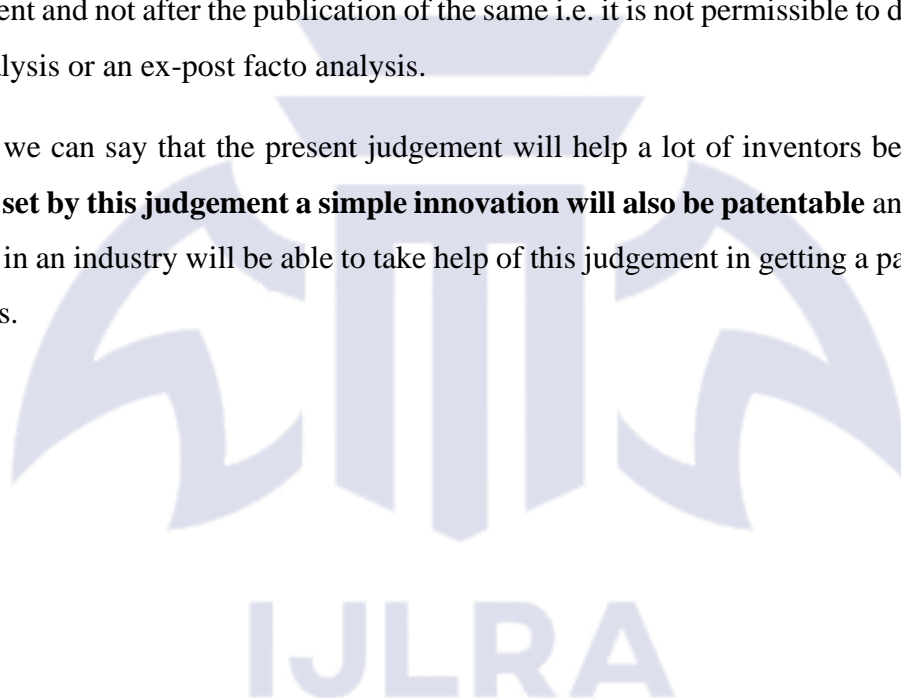 ent and not after the publication of the same i.e. it is not permissible to d
alysis or an ex-post facto analysis.
we can say that the present judgement will help a lot of inventors be
set by this judgement a simple innovation will also be patentable an
in an industry will be able to take help of this judgement in getting a pa
s.
IJLRA